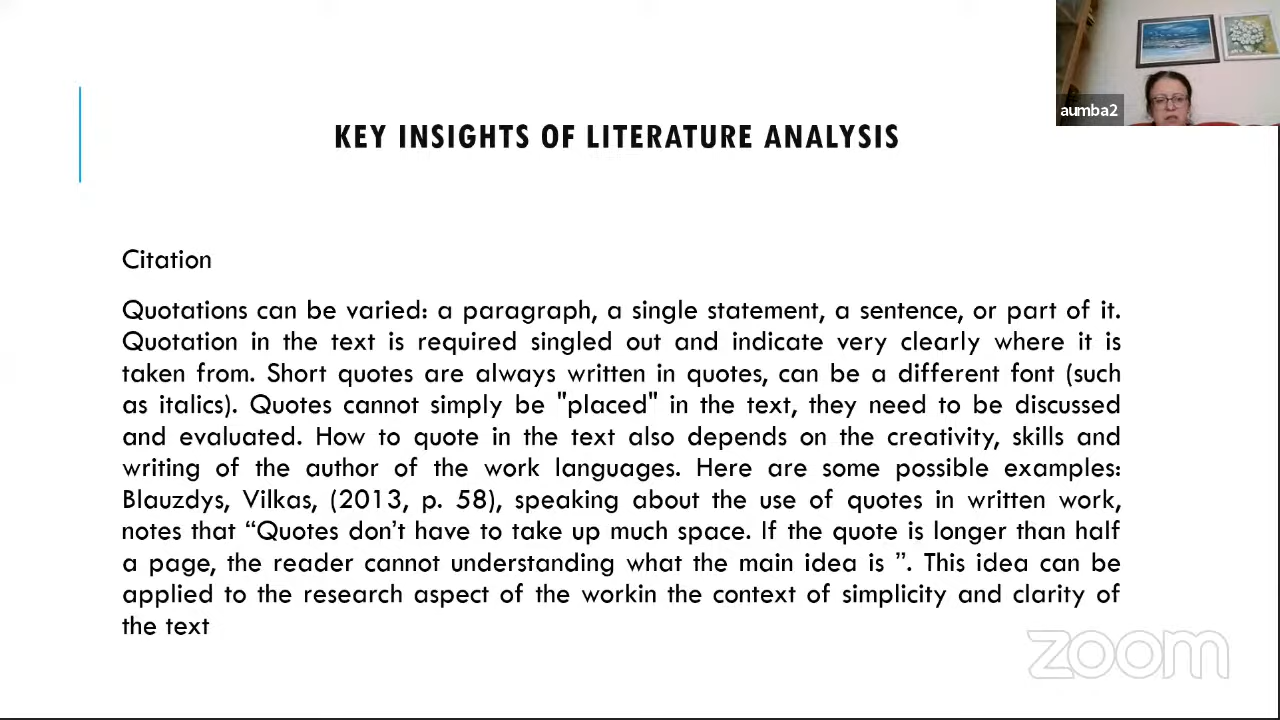 aumba2
KEY INSIGHTS OF LITERATURE ANALYSIS
Citation
Quotations can be varied: a paragraph, a single statement, a sentence, or part of it.
Quotation in the text is required singled out and indicate very clearly where it is
taken from. Short quotes are always written in quotes, can be a different font (such
as italics). Quotes cannot simply be "placed" in the text, they need to be discussed
and evaluated. How to quote in the text also depends on the creativity, skills and
writing of the author of the work languages. Here are some possible examples:
Blauzdys, Vilkas, (2013, p. 58), speaking about the use of quotes in written work,
notes that “Quotes don’t have to take up much space. If the quote is longer than half
a page, the reader cannot understanding what the main idea is ”. This idea can be
applied to the research aspect of the workin the context of simplicity and clarity of
the text
zoom